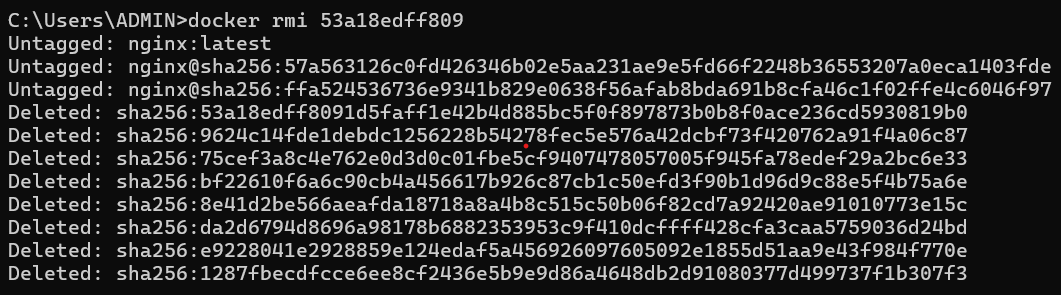 C:\Users\ADMIN>docker rmi 53a18edff809
Untagged: nginx:latest
Untagged: nginx@sha256:57a563126c0fd426346b02e5aa231ae9e5fd66f2248b36553207a0eca1403fde
Untagged: nginx@sha256:ffa524536736e9341b829e0638f56afab8bda691b8cfa46c1f02ffe4c6046f97
Deleted: sha256:53a18edff8091d5faff1e42b4d885bc5f0f897873b0b8f0ace236cd5930819b0
Deleted: sha256:9624c14fde1debdc1256228b54278fec5e576a42dcbf73f420762a91f4a06c87
Deleted: sha256:75cef3a8c4e762e0d3d0c01fbe5cf9407478057005f945fa78edef29a2bc6e33
Deleted: sha256:bf22610f6a6c90cb4a456617b926c87cb1c50efd3f90b1d96d9c88e5f4b75a6e
Deleted: sha256:8e41d2be566aeafda18718a8a4b8c515c50b06f82cd7a92420ae91010773e15c
Deleted: sha256:da2d6794d8696a98178b6882353953c9f410dcffff428cfa3caa5759036d24bd
Deleted: sha256:e9228041e2928859e124edaf5a456926097605092e1855d51aa9e43f984f770e
Deleted: sha256:1287fbecdfcce6ee8cf2436e5b9e9d86a4648db2d91080377d499737f1b307f3